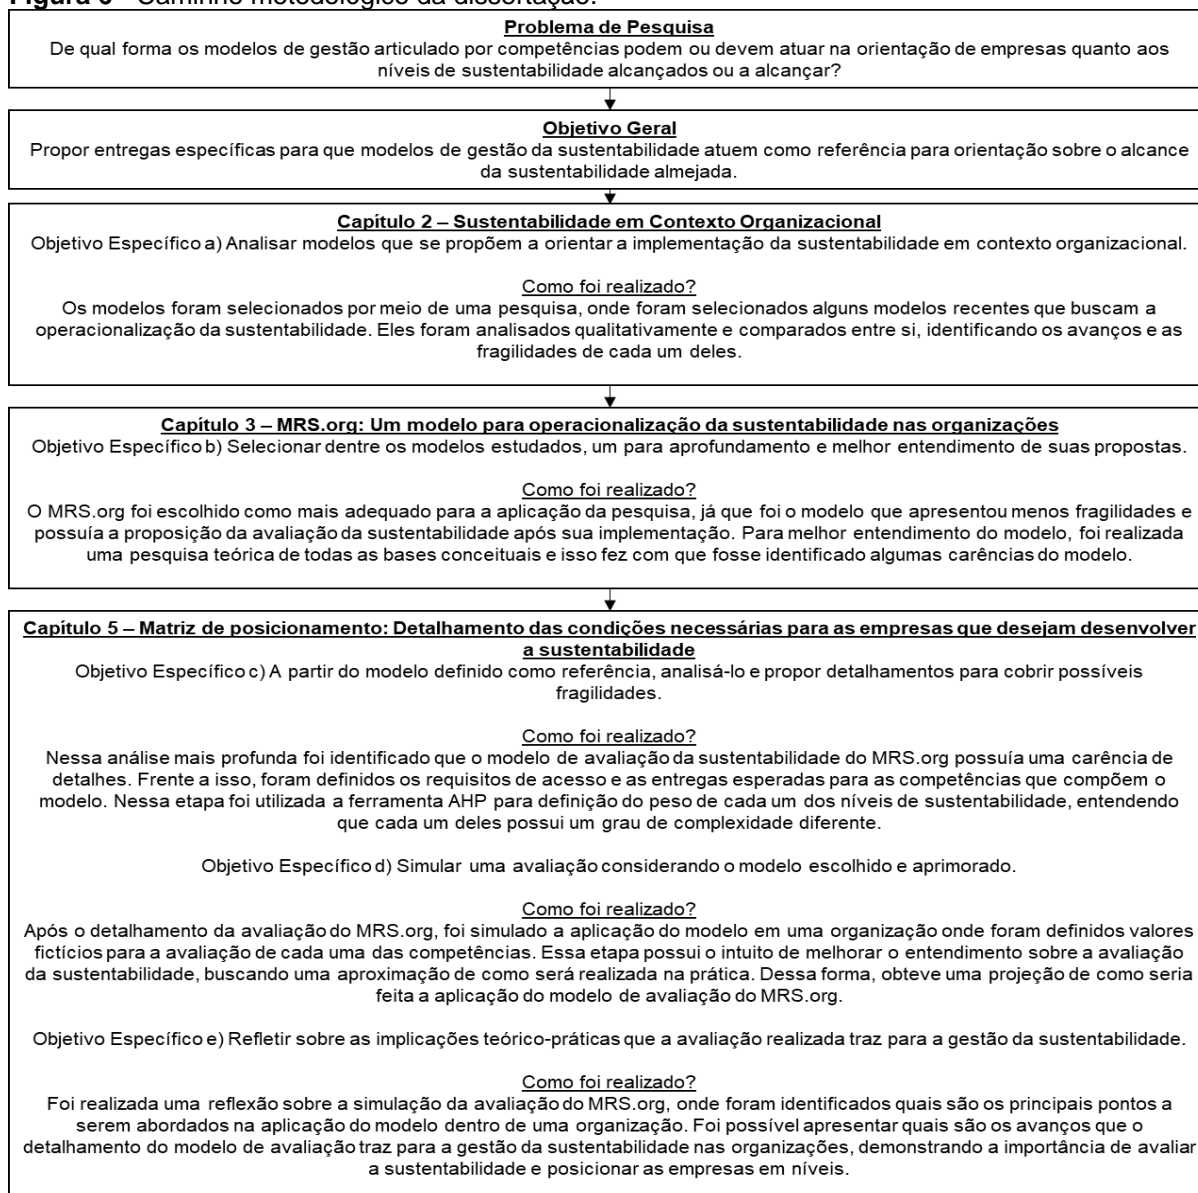 Figura 6 - Caminho metodológico da dissertação.
Problema de Pesquisa
De qual forma os modelos de gestão articulado por competências podem ou devem atuar na orientação de empresas quanto aos
níveis de sustentabilidade alcançados ou a alcançar?
Objetivo Geral
Propor entregas específicas para que modelos de gestão da sustentabilidade atuem como referência para orientação sobre o alcance
da sustentabilidade almejada.
Capítulo 2 – Sustentabilidade em Contexto Organizacional
Objetivo Específico a) Analisar modelos que se propõem a orientar a implementação da sustentabilidade em contexto organizacional.
Como foi realizado?
Os modelos foram selecionados por meio de uma pesquisa, onde foram selecionados alguns modelos recentes que buscam a
operacionalização da sustentabilidade. Eles foram analisados qualitativamente e comparados entre si, identificando os avanços e as
fragilidades de cada um deles.
Capítulo 3 – MRS.org: Um modelo para operacionalização da sustentabilidade nas organizações
Objetivo Específico b) Selecionar dentre os modelos estudados, um para aprofundamento e melhor entendimento de suas propostas.
Como foi realizado?
O MRS.org foi escolhido como mais adequado para a aplicação da pesquisa, já que foi o modelo que apresentou menos fragilidades e
possuía a proposição da avaliação da sustentabilidade após sua implementação. Para melhor entendimento do modelo, foi realizada
uma pesquisa teórica de todas as bases conceituais e isso fez com que fosse identificado algumas carências do modelo.
Capítulo 5 – Matriz de posicionamento: Detalhamento das condições necessárias para as empresas que desejam desenvolver
a sustentabilidade
Objetivo Específico c) A partir do modelo definido como referência, analisá-lo e propor detalhamentos para cobrir possíveis
fragilidades.
Como foi realizado?
Nessa análise mais profunda foi identificado que o modelo de avaliação da sustentabilidade do MRS.org possuía uma carência de
detalhes. Frente a isso, foram definidos os requisitos de acesso e as entregas esperadas para as competências que compõem o
modelo. Nessa etapa foi utilizada a ferramenta AHP para definição do peso de cada um dos níveis de sustentabilidade, entendendo
que cada um deles possui um grau de complexidade diferente.
Objetivo Específico d) Simular uma avaliação considerando o modelo escolhido e aprimorado.
Como foi realizado?
Após o detalhamento da avaliação do MRS.org, foi simulado a aplicação do modelo em uma organização onde foram definidos valores
fictícios para a avaliação de cada uma das competências. Essa etapa possui o intuito de melhorar o entendimento sobre a avaliação
da sustentabilidade, buscando uma aproximação de como será realizada na prática. Dessa forma, obteve uma projeção de como seria
feita a aplicação do modelo de avaliação do MRS.org.
Objetivo Específico e) Refletir sobre as implicações teórico-práticas que a avaliação realizada traz para a gestão da sustentabilidade.
Como foi realizado?
Foi realizada uma reflexão sobre a simulação da avaliação do MRS.org, onde foram identificados quais são os principais pontos a
serem abordados na aplicação do modelo dentro de uma organização. Foi possível apresentar quais são os avanços que o
detalhamento do modelo de avaliação traz para a gestão da sustentabilidade nas organizações, demonstrando a importância de avaliar
a sustentabilidade e posicionar as empresas em níveis.